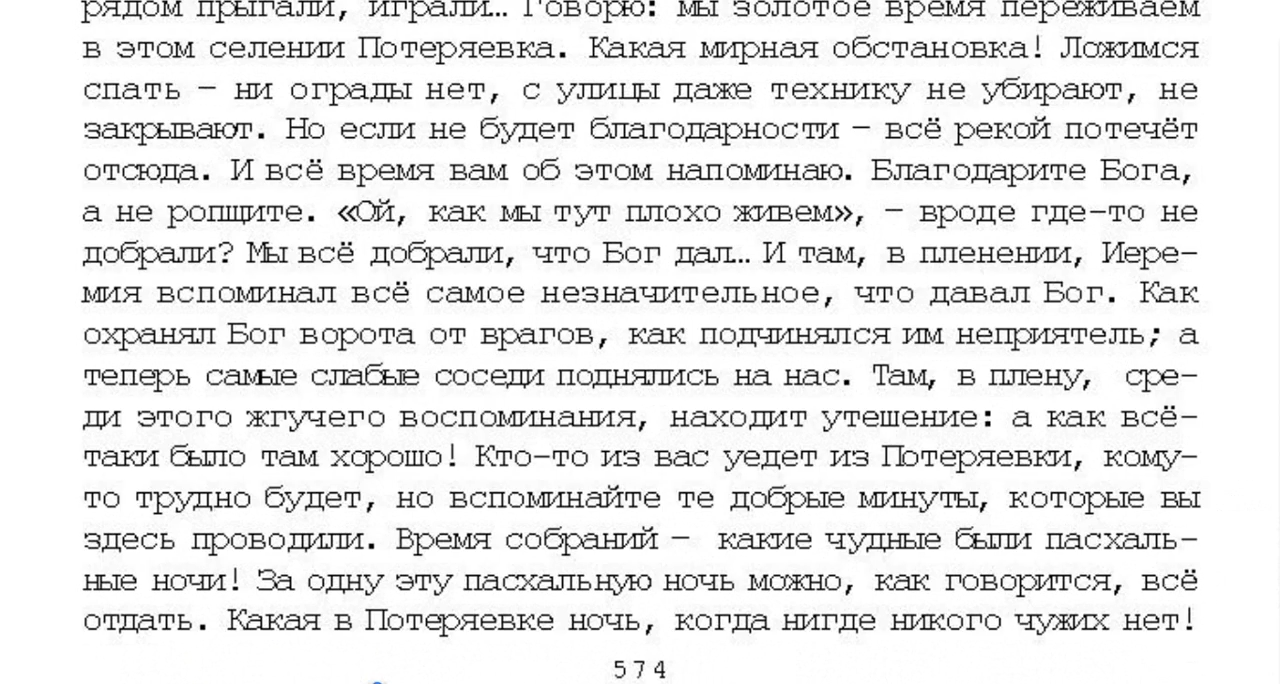 рядом прыгали, играли… Говорю: мы золотое время переживаем
в этом селении Потеряевка. Какая мирная обстановка! Ложимся
спать – ни ограды нет, с улицы даже технику не убирают, не
закрывают. Но если не будет благодарности – всё рекой потечёт
отсюда. И всё время вам об этом напоминаю. Благодарите Бога,
а не ропщите. «Ой, как мы тут плохо живем», – вроде где-то не
добрали? Мы всё добрали, что Бог дал… И там, в пленении, Иере-
мия вспоминал всё самое незначительное, что давал Бог. Как
охранял Бог ворота от врагов, как подчинялся им неприятель; а
теперь самые слабые соседи поднялись на нас. Там, в плену, сре-
ди этого жгучего воспоминания, находит утешение: а как всё-
таки было там хорошо! Кто-то из вас уедет из Потеряевки, кому-
то трудно будет, но вспоминайте те добрые минуты, которые вы
здесь проводили. Время собраний – какие чудные были пасхаль-
ные ночи! За одну эту пасхальную ночь можно, как говорится, всё
отдать. Какая в Потеряевке ночь, когда нигде никого чужих нет!
574